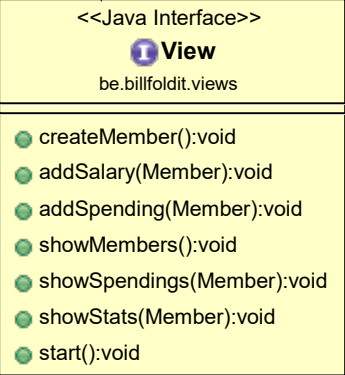 <<Java Interface>>
I View
be.billfoldit.views
createMember():void
addSalary(Member):void
addSpending(Member):void
showMembers():void
showSpendings(Member):void
showStats(Member):void
start():void